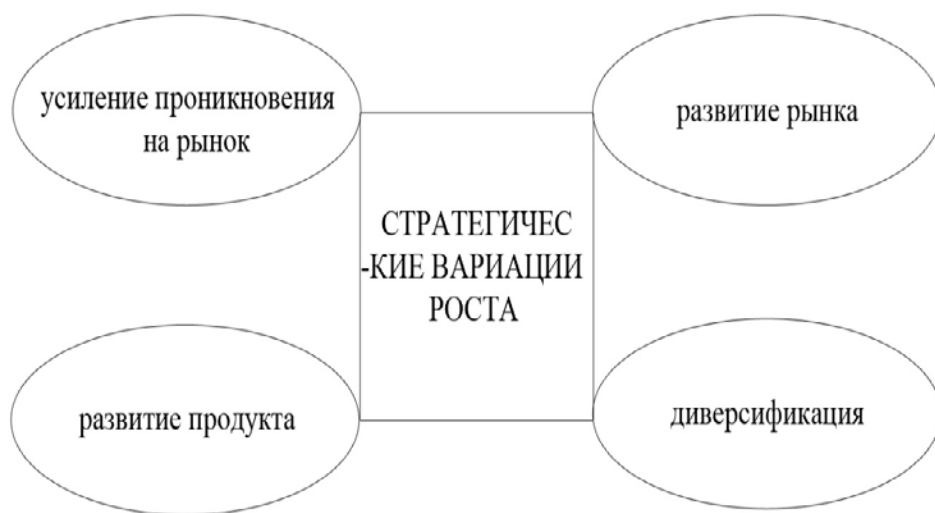 усиление проникновения
на рынок
развитие рынка
СТРАТЕГИЧЕС
-КИЕ ВАРИАЦИИ
РОСТА
развитие продукта
диверсификация